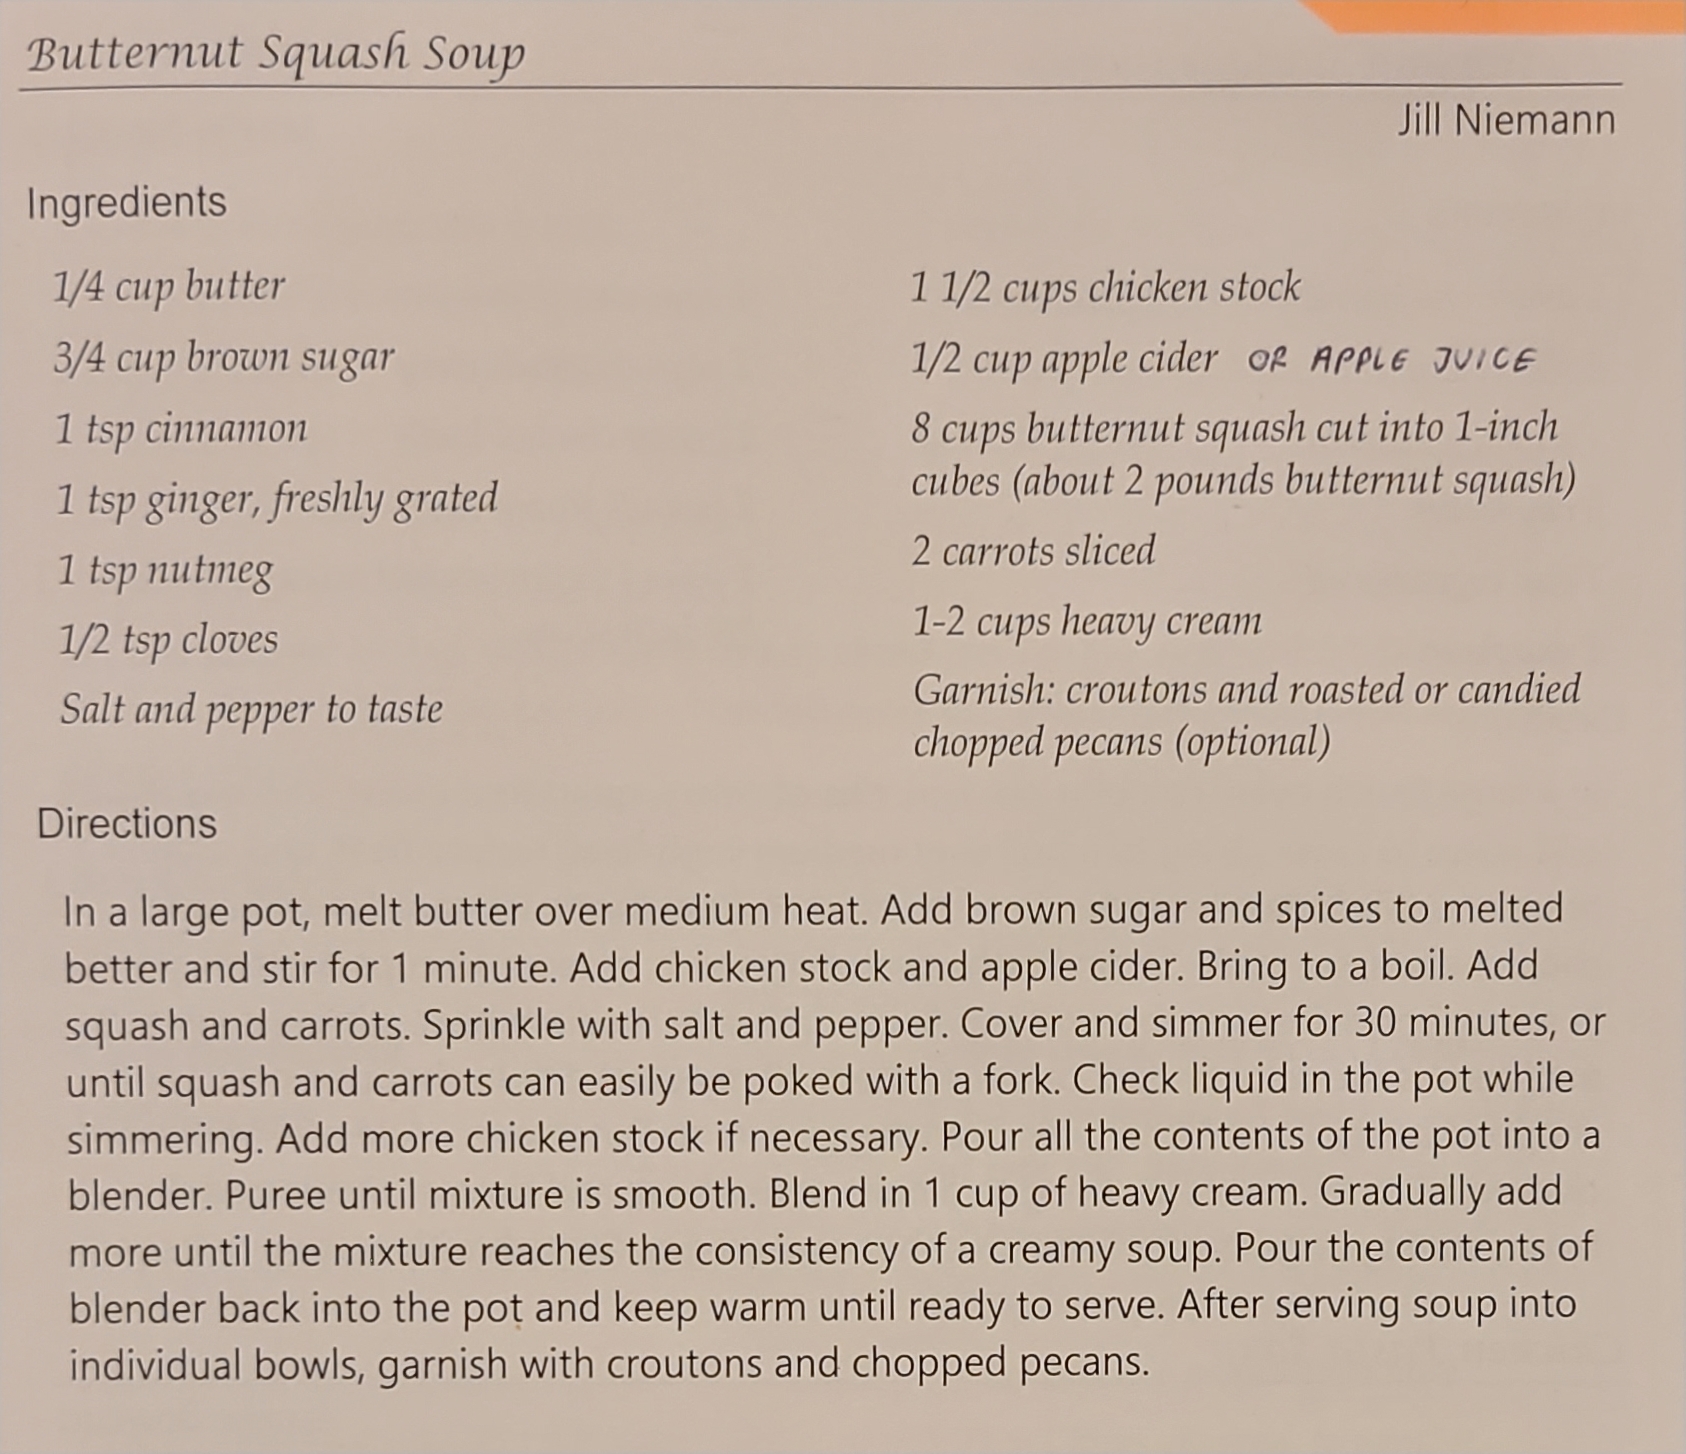 Butternut Squash Soup
Jill Niemann
Ingredients
1/4 cup butter
3/4 cup brown sugar
1 tsp cinnamon
1 tsp ginger, freshly grated
1 tsp nutmeg
1/2 tsp cloves
Salt and pepper to taste
1 1/2 cups chicken stock
1/2 cup apple cider OR APPLE JUICE
8 cups butternut squash cut into 1-inch
cubes (about 2 pounds butternut squash)
2 carrots sliced
1-2 cups heavy cream
Garnish: croutons and roasted or candied
chopped pecans (optional)
Directions
In a large pot, melt butter over medium heat. Add brown sugar and spices to melted
better and stir for 1 minute. Add chicken stock and apple cider. Bring to a boil. Add
squash and carrots. Sprinkle with salt and pepper. Cover and simmer for 30 minutes, or
until squash and carrots can easily be poked with a fork. Check liquid in the pot while
simmering. Add more chicken stock if necessary. Pour all the contents of the pot into a
blender. Puree until mixture is smooth. Blend in 1 cup of heavy cream. Gradually add
more until the mixture reaches the consistency of a creamy soup. Pour the contents of
blender back into the pot and keep warm until ready to serve. After serving soup into
individual bowls, garnish with croutons and chopped pecans.